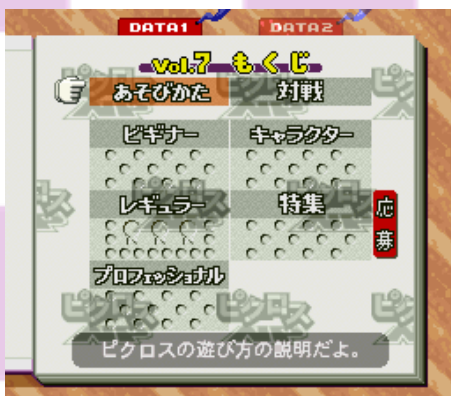 DATA1 DATA2
Vol.7 もくじ
あそびかた 対戦
ビギナー キャラクター
レギュラー 特集
応募
プロフェッショナル
ピクロスの遊び方の説明だよ。